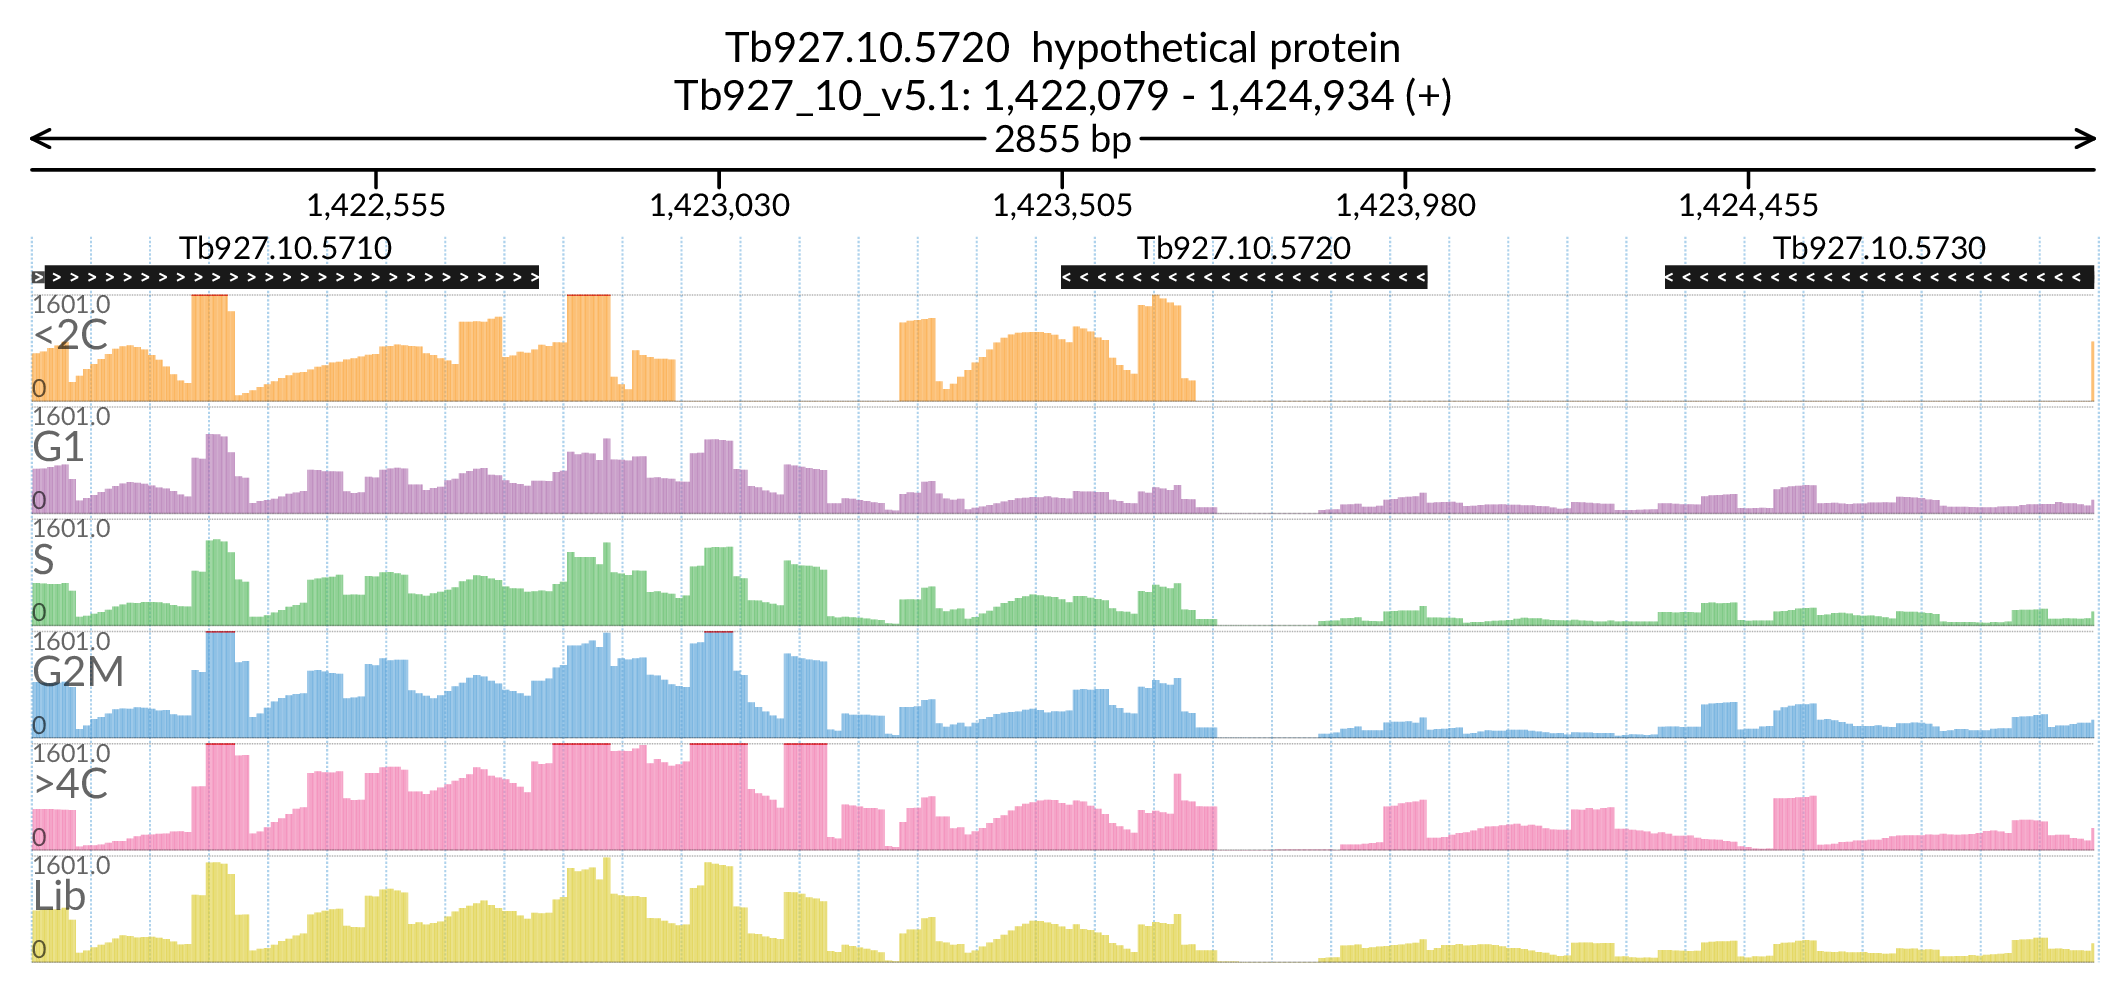 Tb927.10.5720 hypothetical protein
Tb927_10_v5.1: 1,422,079 - 1,424,934 (+)
2855 bp
1,422,555 1,423,030 1,423,505 1,423,980 1,424,455
Tb927.10.5710 Tb927.10.5720 Tb927.10.5730
1601.0
<2C
0
1601.0
G1
0
1601.0
S
0
1601.0
G2M
0
1601.0
>4C
0
1601.0
Lib
0